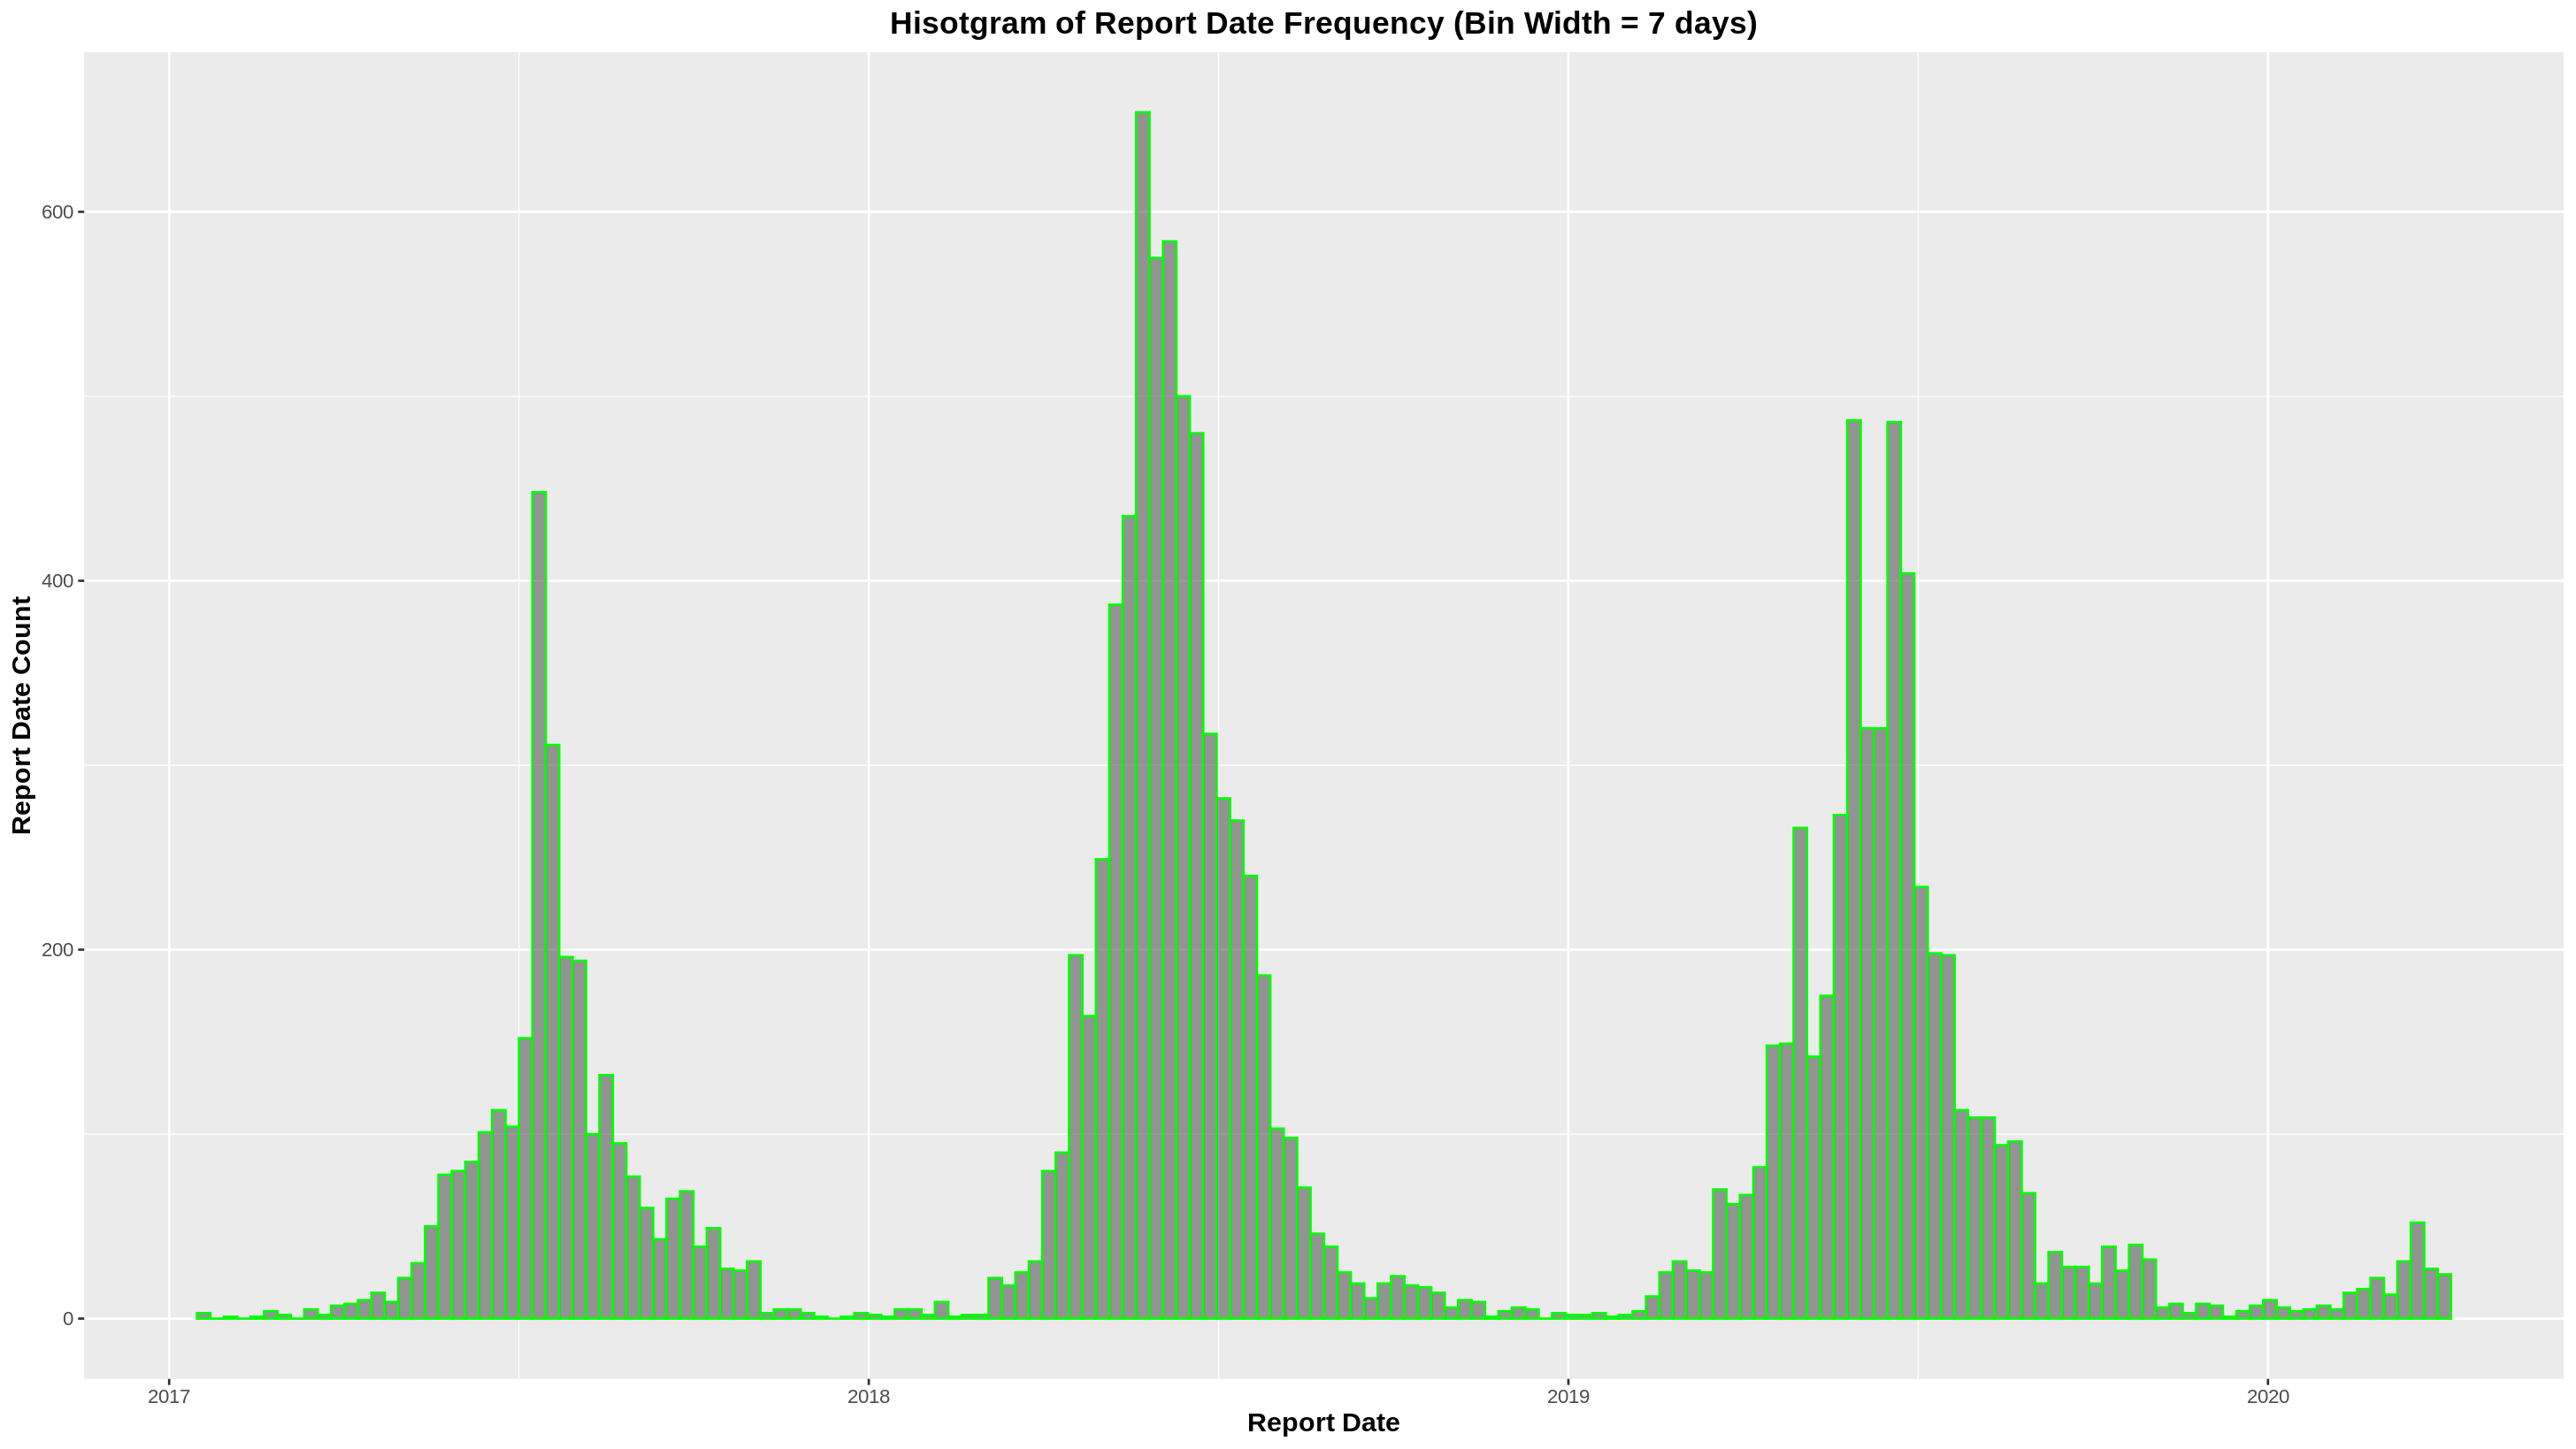 Hisotgram of Report Date Frequency (Bin Width = 7 days)
Report Date Count
600
400
200
0
2017 2018 2019 2020
Report Date